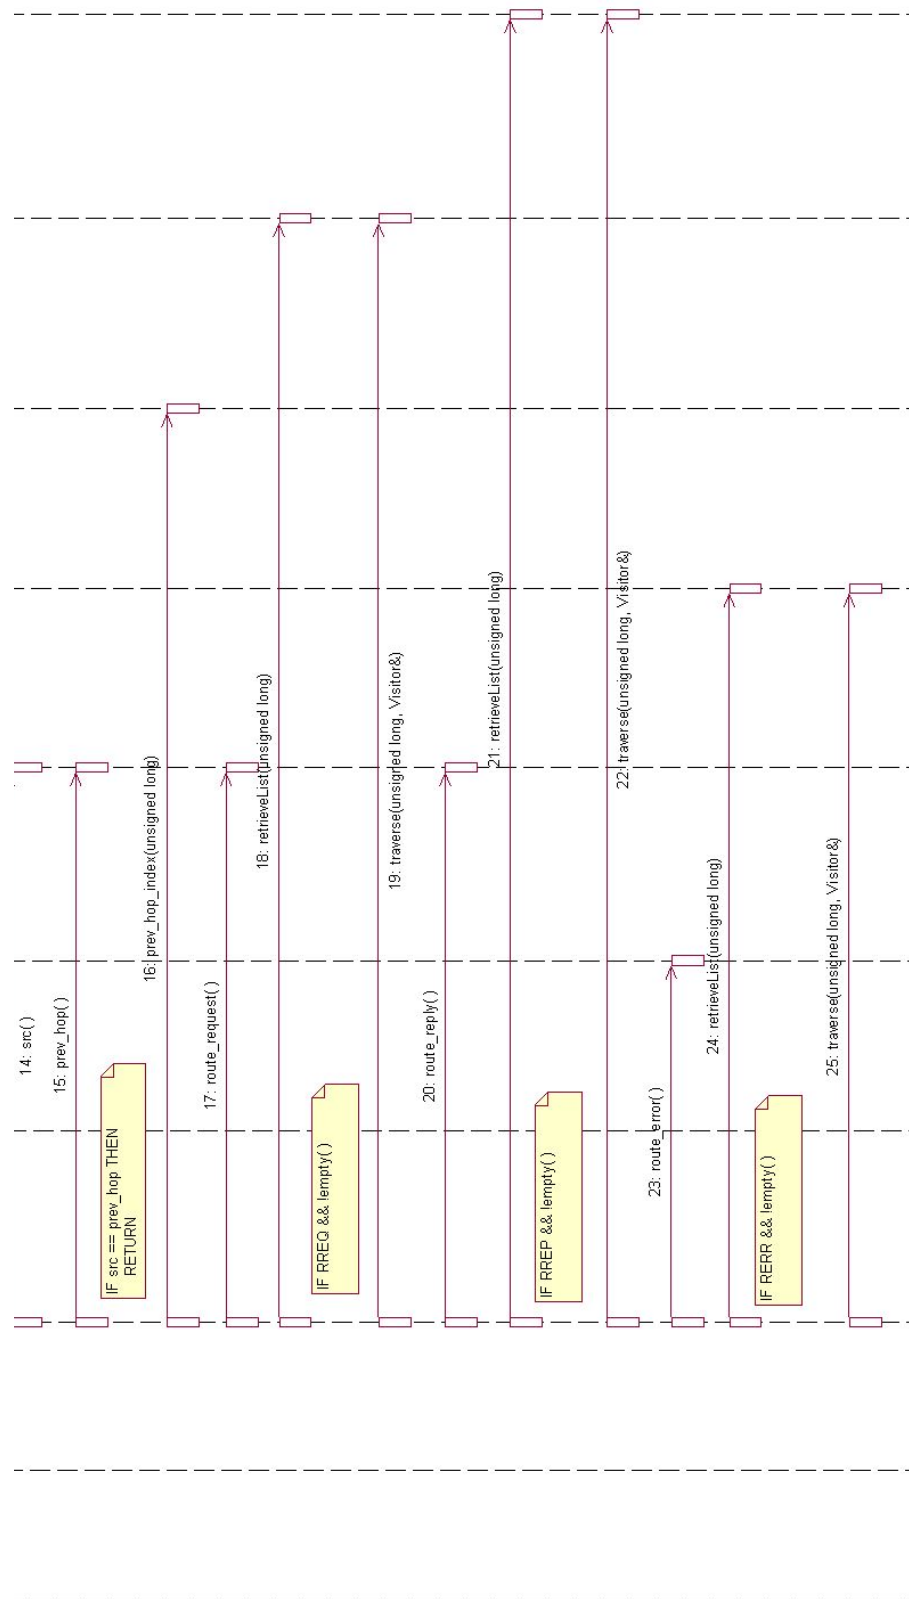 14: src( )
15: prev_hop( )
IF src == prev_hop THEN
RETURN
16: prev_hop_index(unsigned long)
17: route_request( )
18: retrieveList(unsigned long)
IF RREQ && !empty( )
19: traverse(unsigned long, Visitor&)
20: route_reply( )
21: retrieveList(unsigned long)
IF RREP && !empty( )
22: traverse(unsigned long, Visitor&)
23: route_error( )
24: retrieveList(unsigned long)
IF RERR && !empty( )
25: traverse(unsigned long, Visitor&)